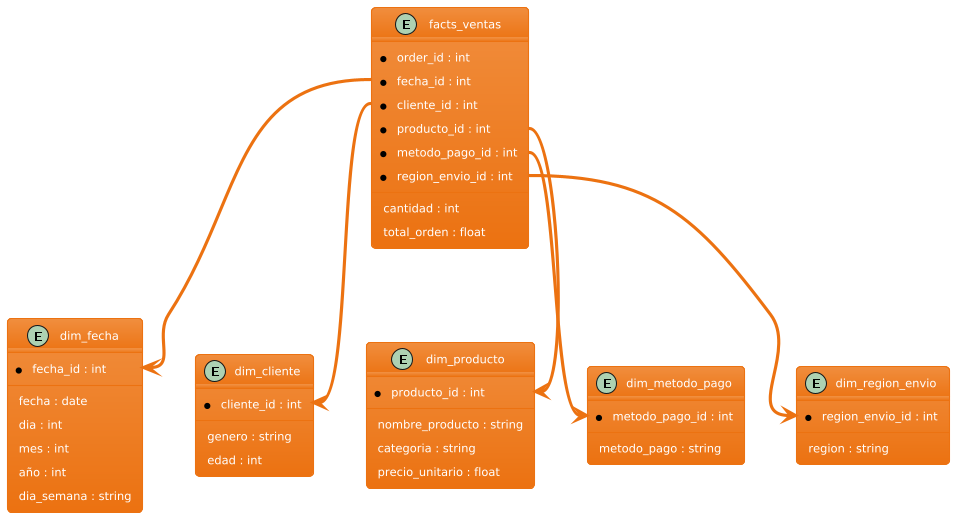 E facts_ventas
order_id : int
fecha_id : int
cliente_id : int
producto_id : int
metodo_pago_id : int
region_envio_id : int
cantidad : int
total_orden : float
E dim_fecha
fecha_id : int
fecha : date
dia : int
mes : int
año : int
dia_semana : string
E dim_cliente
cliente_id : int
genero : string
edad : int
E dim_producto
producto_id : int
nombre_producto : string
categoria : string
precio_unitario : float
E dim_metodo_pago
metodo_pago_id : int
metodo_pago : string
E dim_region_envio
region_envio_id : int
region : string